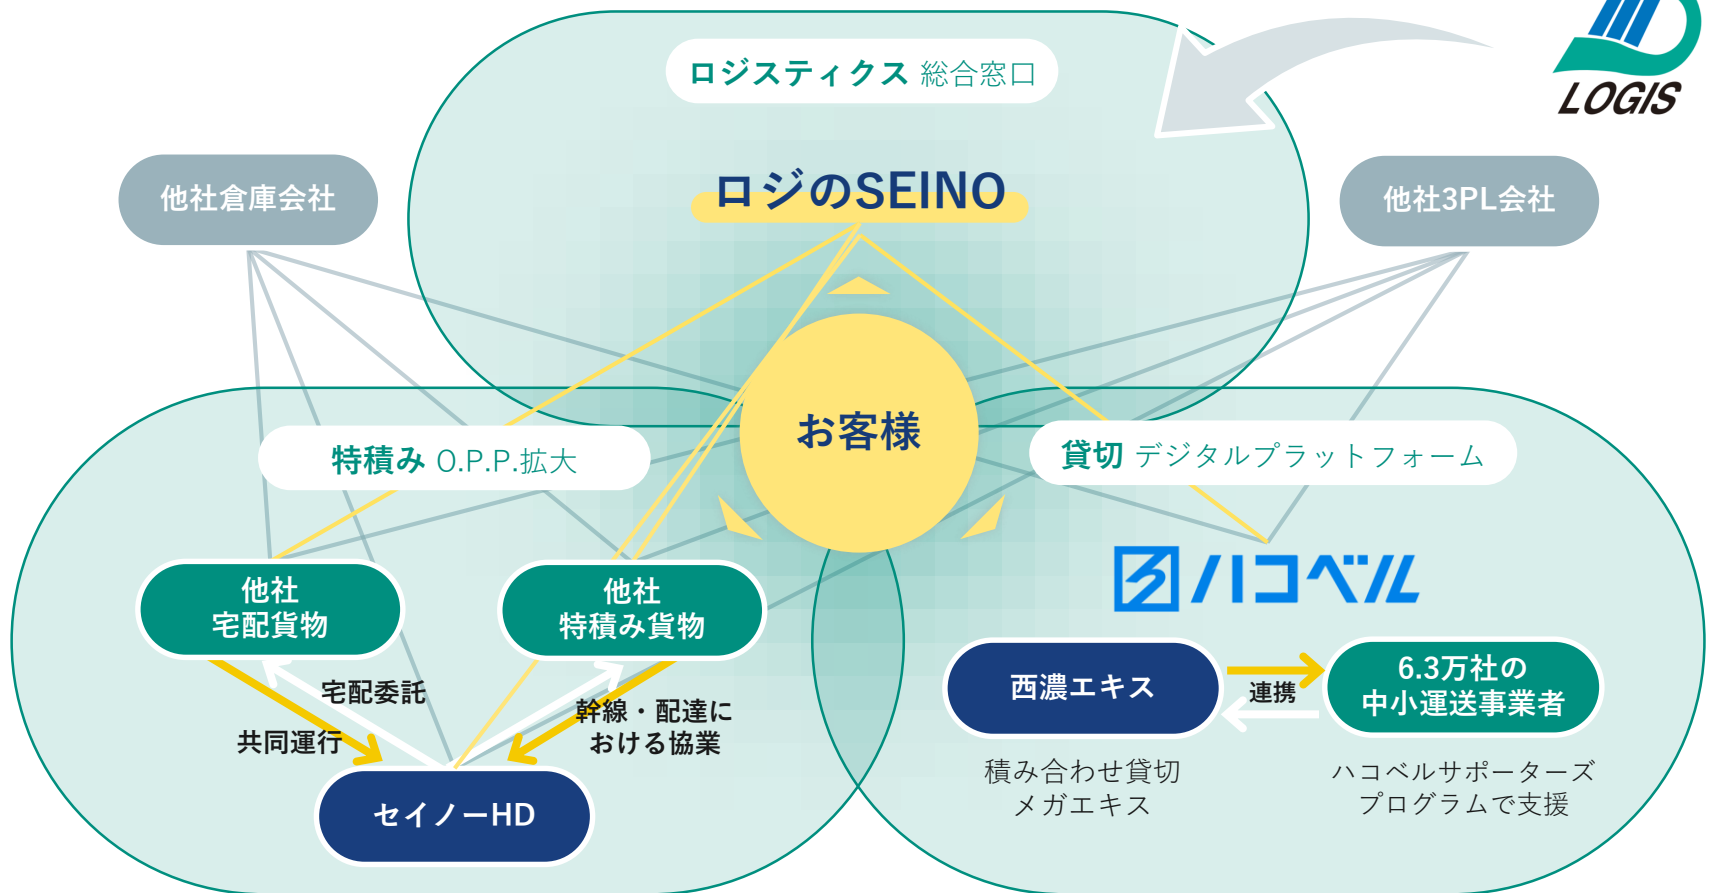 ロジスティクス 総合窓口
LOGIS
ロジのSEINO
他社倉庫会社
他社3PL会社
お客様
特積み O.P.P.拡大
貸切 デジタルプラットフォーム
他社
宅配貨物
他社
特積み貨物
宅配委託
共同運行
幹線・配達に
おける協業
セイノーHD
ハコベル
西濃エキス
連携
6.3万社の
中小運送事業者
積み合わせ貸切
メガエキス
ハコベルサポーターズ
プログラムで支援